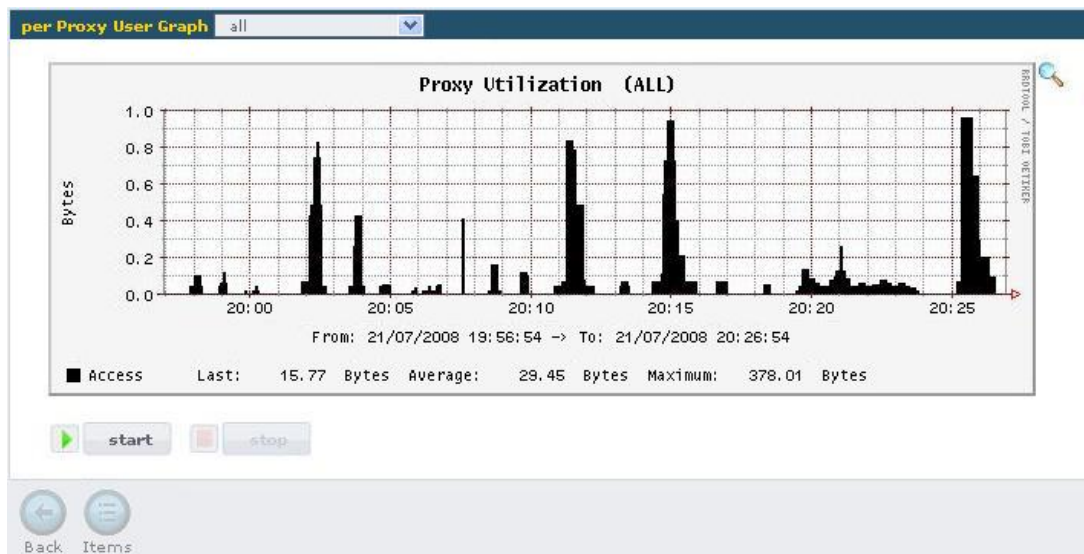 per Proxy User Graph all
Proxy Utilization (ALL)
RRDTOOL / TOBI OETIKER
Bytes
1.0
0.8
0.6
0.4
0.2
0.0
20:00 20:05 20:10 20:15 20:20 20:25
From: 21/07/2008 19:56:54 -> To: 21/07/2008 20:26:54
Access Last: 15.77 Bytes Average: 29.45 Bytes Maximum: 378.01 Bytes
start stop
Back Items